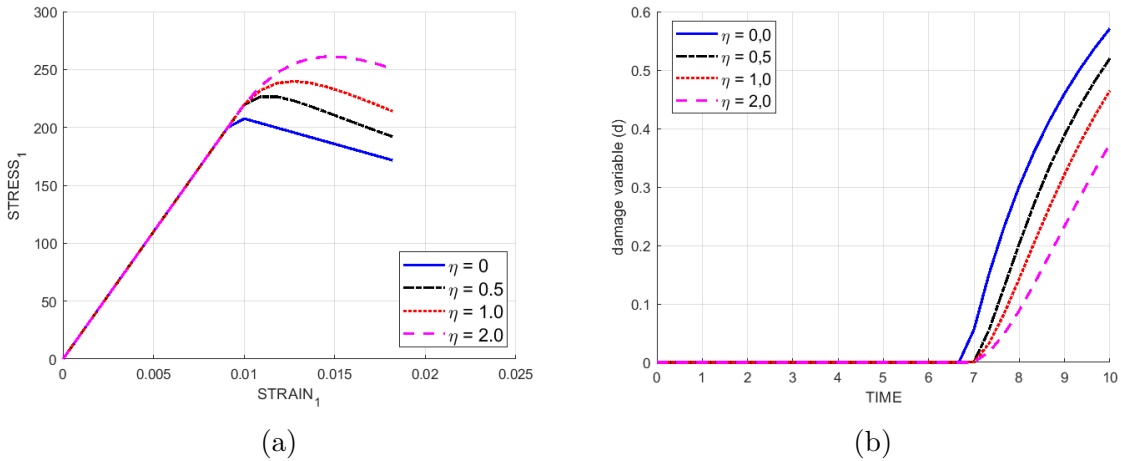 300
250
200
150
100
50
0
STRESS1
0 0.005 0.01 0.015 0.02 0.025
STRAIN1
η = 0
η = 0.5
η = 1.0
η = 2.0
(a)
0.6
0.5
0.4
0.3
0.2
0.1
0
damage variable (d)
0 1 2 3 4 5 6 7 8 9 10
TIME
η = 0,0
η = 0,5
η = 1,0
η = 2,0
(b)